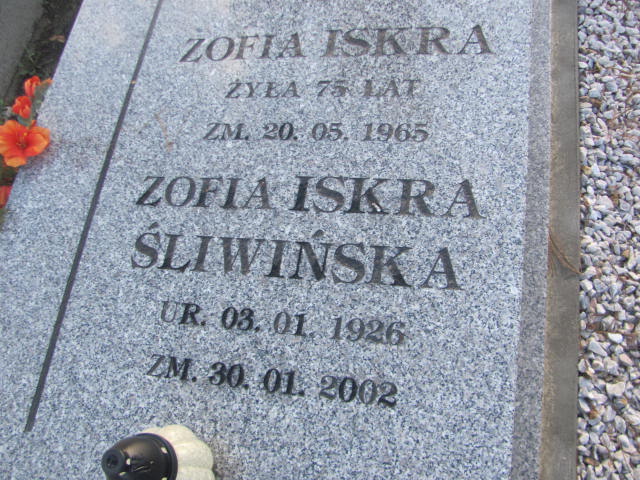 ZOFIA ISKRA
ŻYŁA 75 LAT
ZM. 20. 05. 1965
ZOFIA ISKRA
ŚLIWIŃSKA
UR. 03. 01. 1926
ZM. 30. 01. 2002